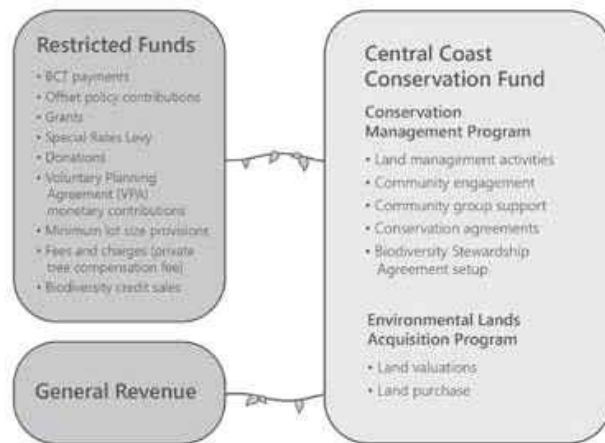 Restricted Funds
• BCT payments
• Offset policy contributions
• Grants
• Special Rates Levy
• Donations
• Voluntary Planning
Agreement (VPA)
monetary contributions
• Minimum lot size provisions
• Fees and charges (private
tree compensation fee)
• Biodiversity credit sales
General Revenue
Central Coast
Conservation Fund
Conservation
Management Program
• Land management activities
• Community engagement
• Community group support
• Conservation agreements
• Biodiversity Stewardship
Agreement setup
Environmental Lands
Acquisition Program
• Land valuations
• Land purchase